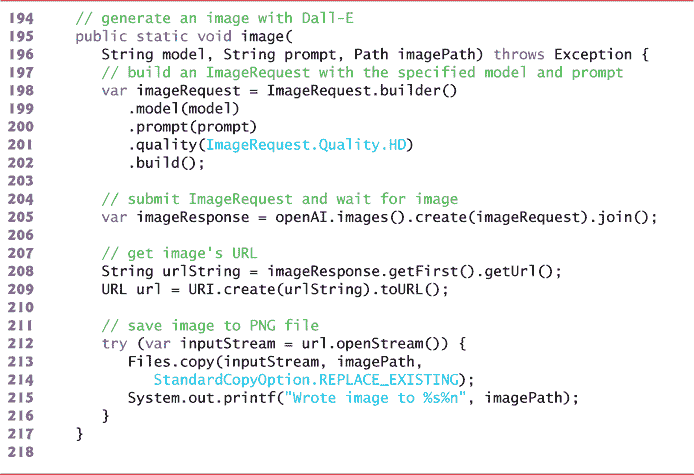 194 // generate an image with Dall-E
195 public static void image(
196 String model, String prompt, Path imagePath) throws Exception {
197 // build an ImageRequest with the specified model and prompt
198 var imageRequest = ImageRequest.builder()
199 .model(model)
200 .prompt(prompt)
201 .quality(ImageRequest.Quality.HD)
202 .build();
203
204 // submit ImageRequest and wait for image
205 var imageResponse = openAI.images().create(imageRequest).join();
206
207 // get image's URL
208 String urlString = imageResponse.getFirst().getUrl();
209 URL url = URI.create(urlString).toURL();
210
211 // save image to PNG file
212 try (var inputStream = url.openStream()) {
213 Files.copy(inputStream, imagePath,
214 StandardCopyOption.REPLACE_EXISTING);
215 System.out.printf("Wrote image to %s%n", imagePath);
216 }
217 }
218